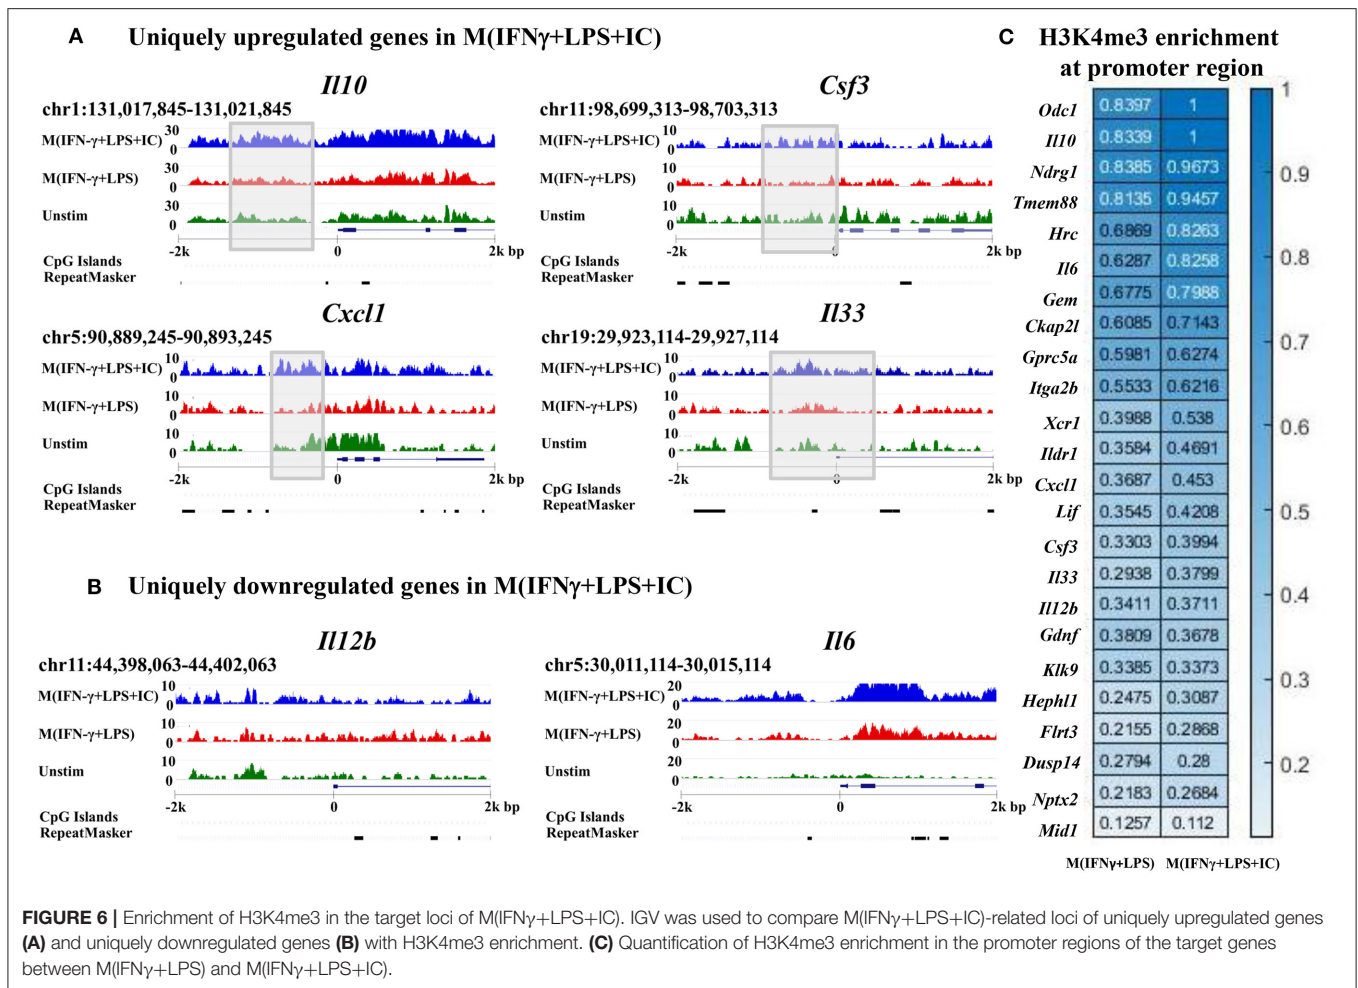 A Uniquely upregulated genes in M(IFNγ+LPS+IC)
Il10
chr1:131,017,845-131,021,845
M(IFN-γ+LPS+IC)
30
0
M(IFN-γ+LPS)
30
0
Unstim
30
0
-2k 0 2k bp
CpG Islands
RepeatMasker
Csf3
chr11:98,699,313-98,703,313
M(IFN-γ+LPS+IC)
10
0
M(IFN-γ+LPS)
10
0
Unstim
10
0
-2k 0 2k bp
CpG Islands
RepeatMasker
Cxcl1
chr5:90,889,245-90,893,245
M(IFN-γ+LPS+IC)
10
0
M(IFN-γ+LPS)
10
0
Unstim
10
0
-2k 0 2k bp
CpG Islands
RepeatMasker
Il33
chr19:29,923,114-29,927,114
M(IFN-γ+LPS+IC)
10
0
M(IFN-γ+LPS)
10
0
Unstim
10
0
-2k 0 2k bp
CpG Islands
RepeatMasker
B Uniquely downregulated genes in M(IFNγ+LPS+IC)
Il12b
chr11:44,398,063-44,402,063
M(IFN-γ+LPS+IC)
10
0
M(IFN-γ+LPS)
10
0
Unstim
10
0
-2k 0 2k bp
CpG Islands
RepeatMasker
Il6
chr5:30,011,114-30,015,114
M(IFN-γ+LPS+IC)
20
0
M(IFN-γ+LPS)
20
0
Unstim
20
0
-2k 0 2k bp
CpG Islands
RepeatMasker
C H3K4me3 enrichment
at promoter region
Odc1 0.8397 1
Il10 0.8339 1
Ndrg1 0.8385 0.9673
Tmem88 0.8135 0.9457
Hrc 0.6869 0.8263
Il6 0.6287 0.8258
Gem 0.6775 0.7988
Ckap2l 0.6085 0.7143
Gprc5a 0.5981 0.6274
Itga2b 0.5533 0.6216
Xcr1 0.3988 0.538
Ildr1 0.3584 0.4691
Cxcl1 0.3687 0.453
Lif 0.3545 0.4208
Csf3 0.3303 0.3994
Il33 0.2938 0.3799
Il12b 0.3411 0.3711
Gdnf 0.3809 0.3678
Klk9 0.3385 0.3373
Hephl1 0.2475 0.3087
Flrt3 0.2155 0.2868
Dusp14 0.2794 0.28
Nptx2 0.2183 0.2684
Mid1 0.1257 0.112
M(IFNγ+LPS) M(IFNγ+LPS+IC)
1
0.9
0.8
0.7
0.6
0.5
0.4
0.3
0.2
FIGURE 6 | Enrichment of H3K4me3 in the target loci of M(IFNγ+LPS+IC). IGV was used to compare M(IFNγ+LPS+IC)-related loci of uniquely upregulated genes
(A) and uniquely downregulated genes (B) with H3K4me3 enrichment. (C) Quantification of H3K4me3 enrichment in the promoter regions of the target genes
between M(IFNγ+LPS) and M(IFNγ+LPS+IC).